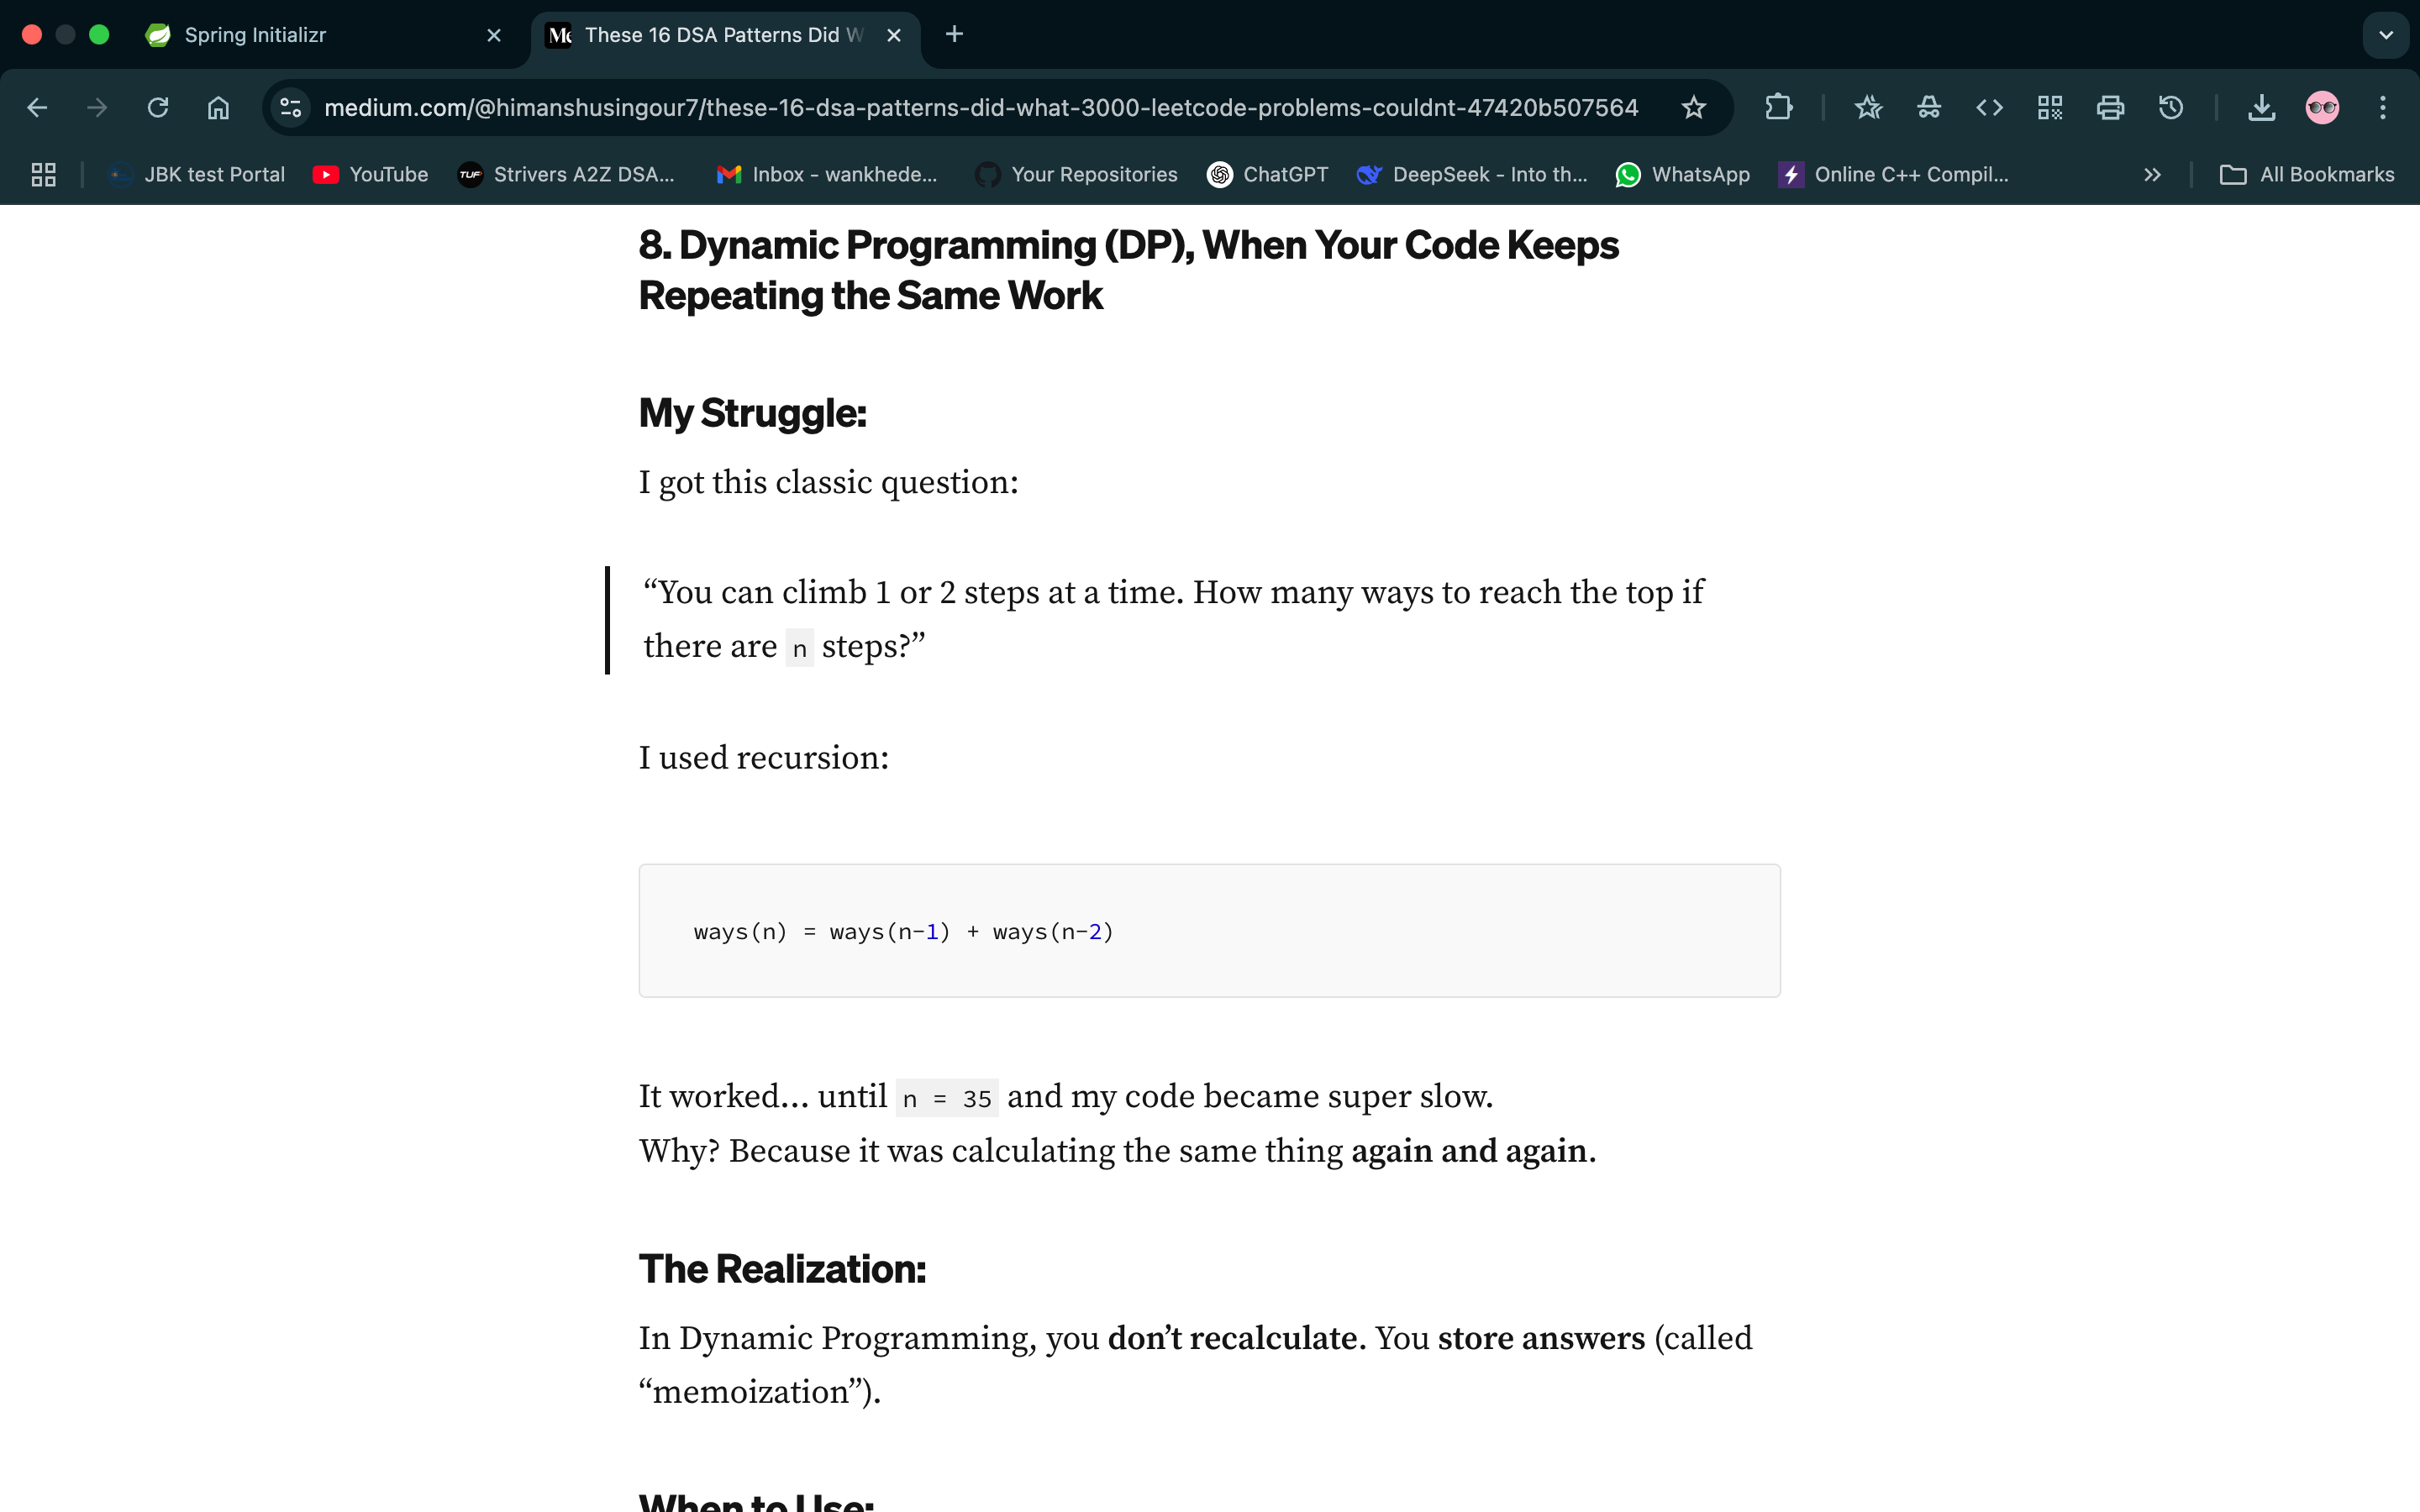 Spring Initializr
These 16 DSA Patterns Did W
medium.com/@himanshusingour7/these-16-dsa-patterns-did-what-3000-leetcode-problems-couldnt-47420b507564
JBK test Portal
YouTube
TUF
Strivers A2Z DSA...
Inbox - wankhede...
Your Repositories
ChatGPT
DeepSeek - Into th...
WhatsApp
Online C++ Compil...
All Bookmarks
8. Dynamic Programming (DP), When Your Code Keeps
Repeating the Same Work
My Struggle:
I got this classic question:
“You can climb 1 or 2 steps at a time. How many ways to reach the top if
there are n steps?”
I used recursion:
ways(n) = ways(n-1) + ways(n-2)
It worked… until n = 35 and my code became super slow.
Why? Because it was calculating the same thing again and again.
The Realization:
In Dynamic Programming, you don’t recalculate. You store answers (called
“memoization”).
When to Use: